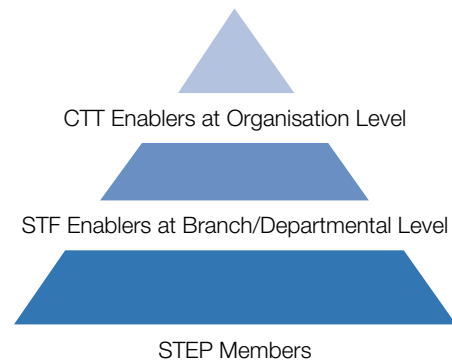 CTT Enablers at Organisation Level
STF Enablers at Branch/Departmental Level
STEP Members